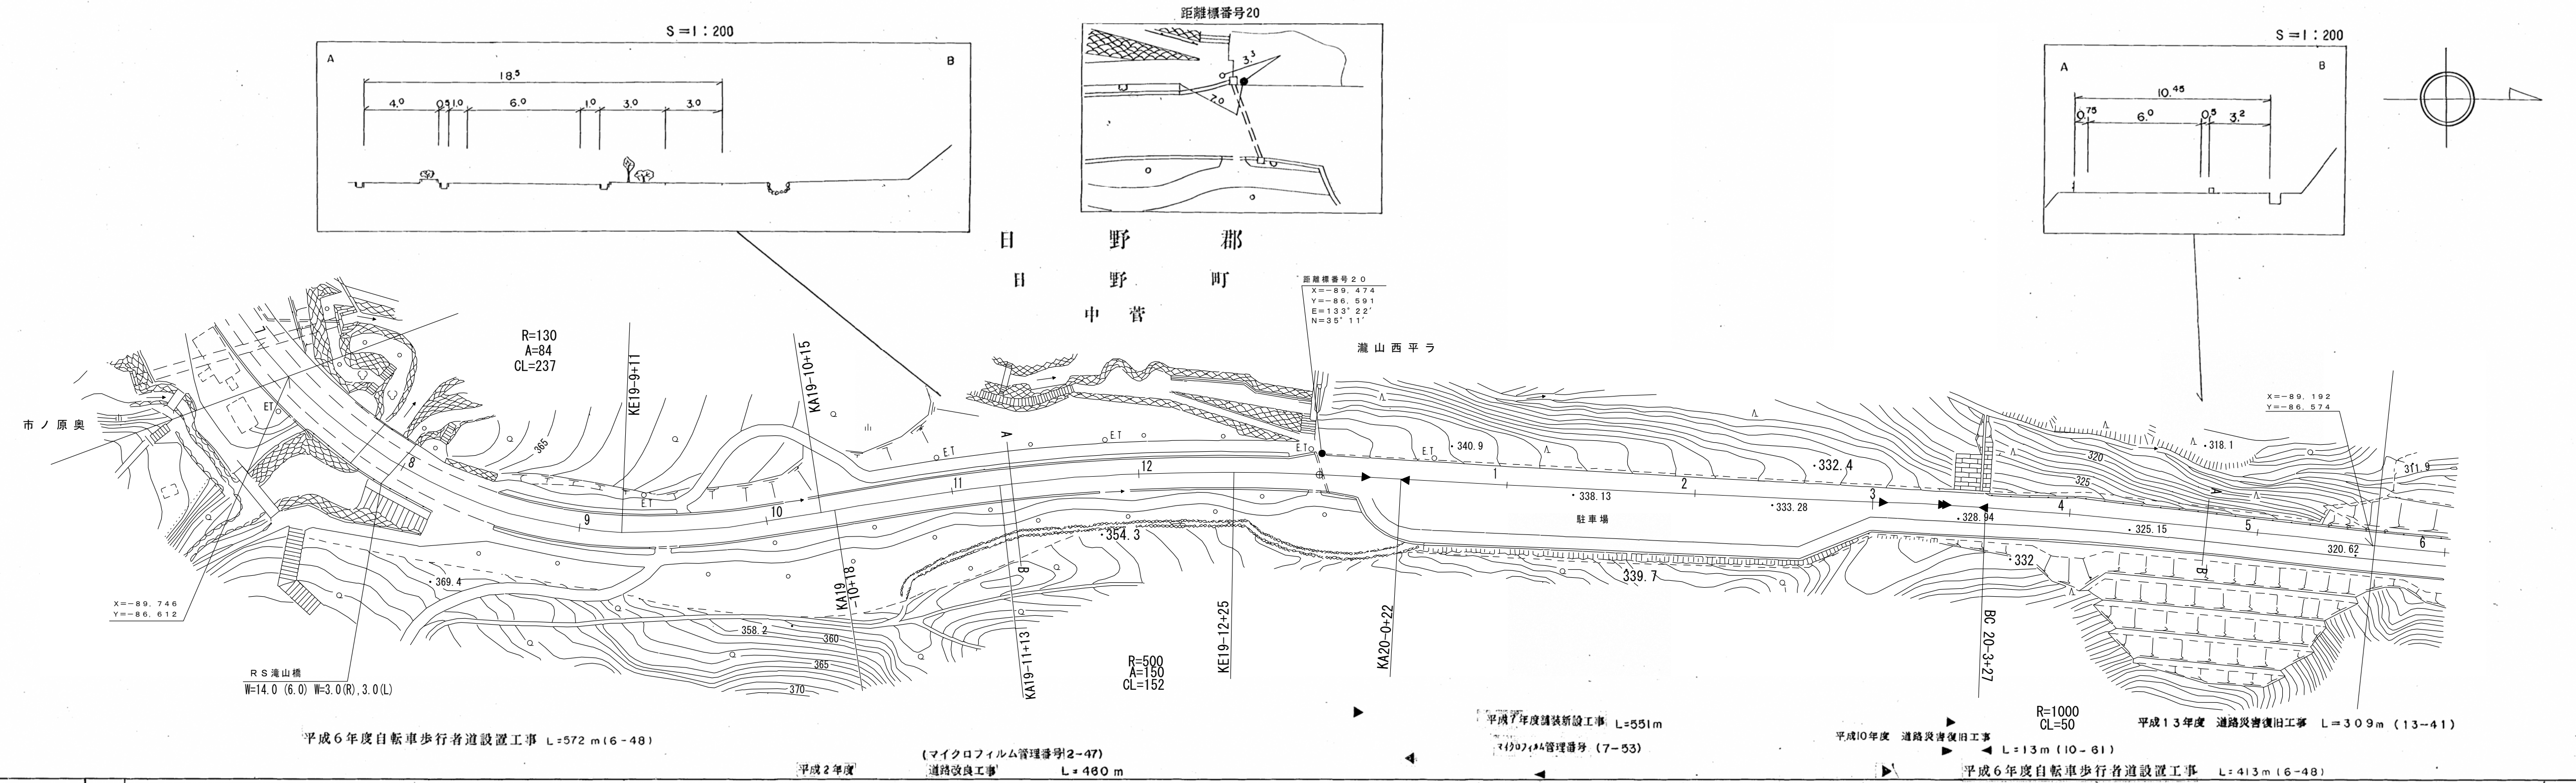 距離標番号20
S=1:200
A
B
18.5
4.0
0.5
1.0
6.0
1.0
3.0
3.0
3.3
7.0
S=1:200
A
B
10.45
0.75
6.0
0.5
3.2
日野郡
日野町
中菅
距離標番号20
X=-89.474
Y=-86.591
E=133°22′
N=35°11′
瀧山西平ラ
R=130
A=84
CL=237
KE19-9+11
KA19-10+15
市ノ原奥
ET
365
7
8
9
10
11
12
1
2
3
4
5
6
E.T
E.T
E.T
E.T
E.T
A
B
340.9
332.4
338.13
333.28
駐車場
328.94
325.15
320.62
318.1
311.9
320
325
332
339.7
354.3
369.4
358.2
360
365
370
A
B
X=-89.192
Y=-86.574
X=-89.746
Y=-86.612
RS滝山橋
W=14.0 (6.0) W=3.0(R),3.0(L)
KA19-10+18
KA19-11+13
KE19-12+25
KA20-0+22
BC 20-3+27
R=500
A=150
CL=152
R=1000
CL=50
平成6年度自転車歩行者道設置工事 L=572m(6-48)
(マイクロフィルム管理番号2-47)
平成2年度 道路改良工事 L=460m
平成7年度舗装新設工事 L=551m
マイクロフィルム管理番号 (7-53)
平成10年度 道路災害復旧工事
L=13m(10-61)
平成13年度 道路災害復旧工事 L=309m(13-41)
平成6年度自転車歩行者道設置工事 L=413m(6-48)